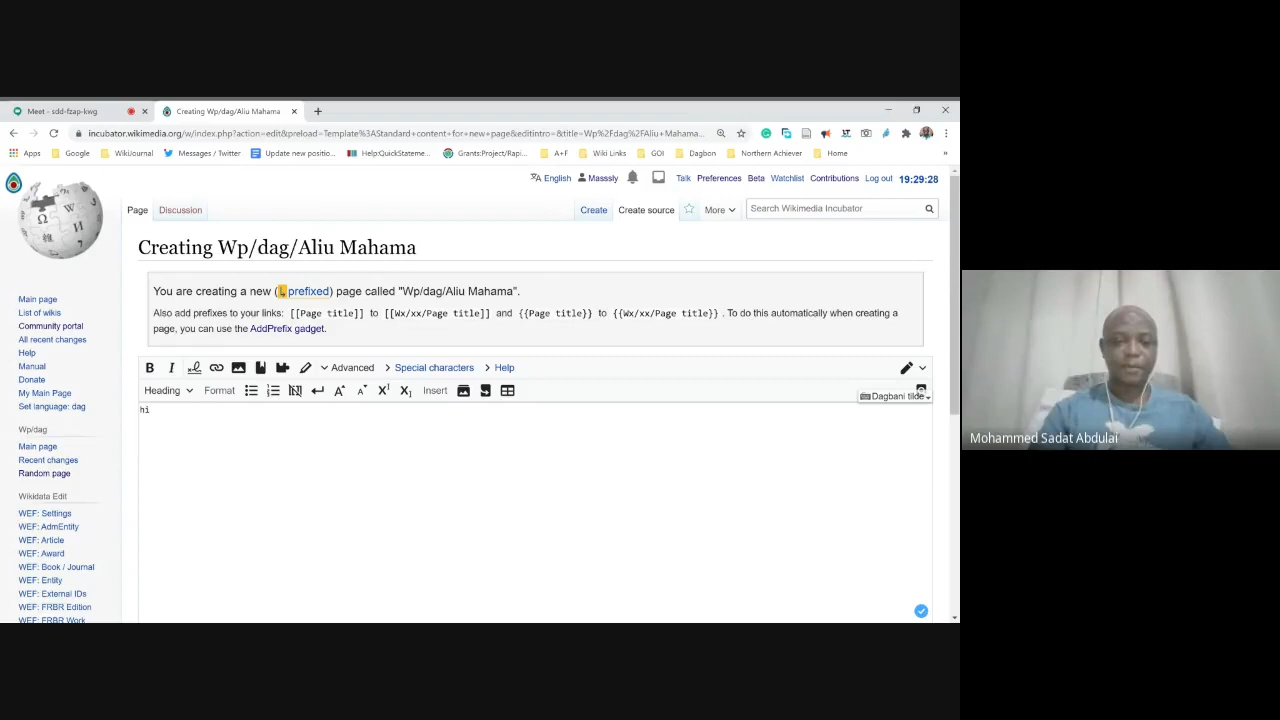 Meet - sdd-fzap-kwg
Creating Wp/dag/Aliu Mahama
incubator.wikimedia.org/w/index.php?action=edit&preload=Template%3AStandard+content+for+new+page&editintro=&title=Wp%2Fdag%2FAliu+Mahama...
Apps Google WikiJournal Messages / Twitter Update new positio... Help:QuickStateme... Grants:Project/Rapi... A+F Wiki Links GOI Dagbon Northern Achiever Home »
English Masssly Talk Preferences Beta Watchlist Contributions Log out 19:29:28
Page Discussion Create Create source More Search Wikimedia Incubator
Creating Wp/dag/Aliu Mahama
You are creating a new (prefixed) page called "Wp/dag/Aliu Mahama".
Also add prefixes to your links: [[Page title]] to [[Wx/xx/Page title]] and {{Page title}} to {{Wx/xx/Page title}} . To do this automatically when creating a
page, you can use the AddPrefix gadget.
B I Advanced Special characters Help
Heading Format Insert
Dagbani tilde
hi
Main page
List of wikis
Community portal
All recent changes
Help
Manual
Donate
My Main Page
Set language: dag
Wp/dag
Main page
Recent changes
Random page
Wikidata Edit
WEF: Settings
WEF: AdmEntity
WEF: Article
WEF: Award
WEF: Book / Journal
WEF: Entity
WEF: External IDs
WEF: FRBR Edition
WEF: FRBR Work
Mohammed Sadat Abdulai